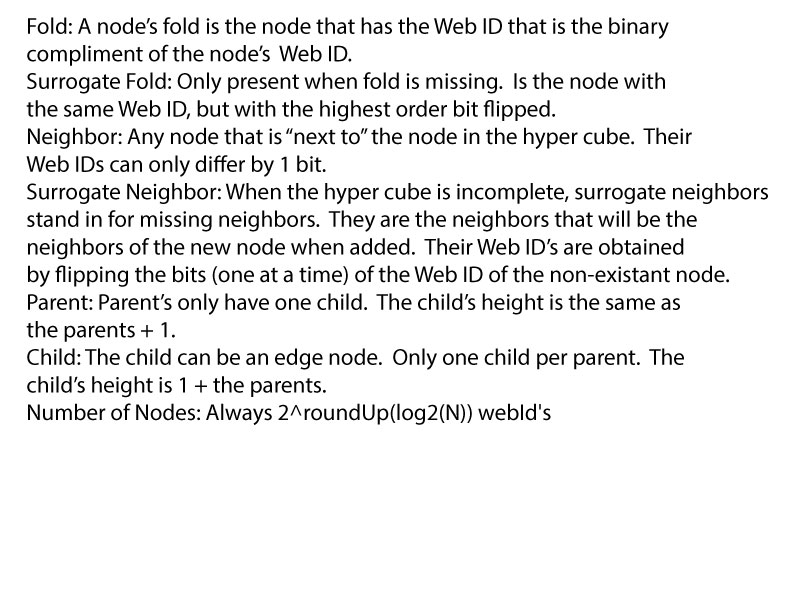 Fold: A node’s fold is the node that has the Web ID that is the binary
compliment of the node’s  Web ID.
Surrogate Fold: Only present when fold is missing.  Is the node with
the same Web ID, but with the highest order bit flipped.
Neighbor: Any node that is “next to” the node in the hyper cube.  Their
Web IDs can only differ by 1 bit.
Surrogate Neighbor: When the hyper cube is incomplete, surrogate neighbors
stand in for missing neighbors.  They are the neighbors that will be the
neighbors of the new node when added.  Their Web ID’s are obtained
by flipping the bits (one at a time) of the Web ID of the non-existant node.
Parent: Parent’s only have one child.  The child’s height is the same as
the parents + 1.
Child: The child can be an edge node.  Only one child per parent.  The
child’s height is 1 + the parents.
Number of Nodes: Always 2^roundUp(log2(N)) webId's